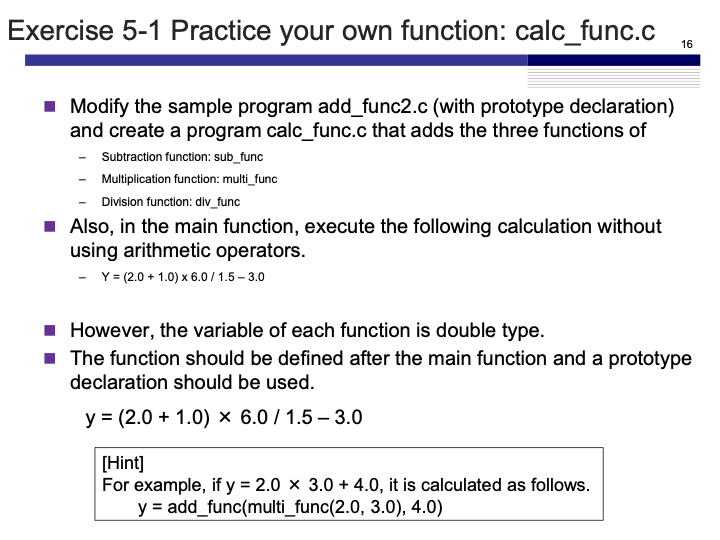 Exercise 5-1 Practice your own function: calc_func.c
16
■ Modify the sample program add_func2.c (with prototype declaration)
and create a program calc_func.c that adds the three functions of
– Subtraction function: sub_func
– Multiplication function: multi_func
– Division function: div_func
■ Also, in the main function, execute the following calculation without
using arithmetic operators.
– Y = (2.0 + 1.0) x 6.0 / 1.5 – 3.0
■ However, the variable of each function is double type.
■ The function should be defined after the main function and a prototype
declaration should be used.
y = (2.0 + 1.0) × 6.0 / 1.5 – 3.0
[Hint]
For example, if y = 2.0 × 3.0 + 4.0, it is calculated as follows.
y = add_func(multi_func(2.0, 3.0), 4.0)